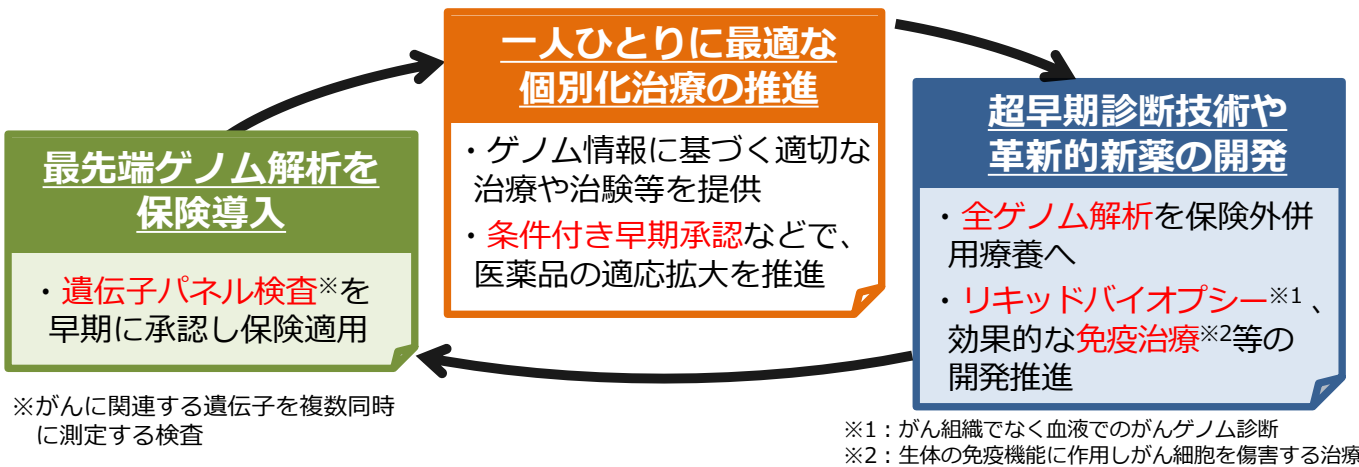 最先端ゲノム解析を
保険導入
・遺伝子パネル検査※を
早期に承認し保険適用
※がんに関連する遺伝子を複数同時
に測定する検査
一人ひとりに最適な
個別化治療の推進
・ゲノム情報に基づく適切な
治療や治験等を提供
・条件付き早期承認などで、
医薬品の適応拡大を推進
超早期診断技術や
革新的新薬の開発
・全ゲノム解析を保険外併
用療養へ
・リキッドバイオプシー※1、
効果的な免疫治療※2等の
開発推進
※1：がん組織でなく血液でのがんゲノム診断
※2：生体の免疫機能に作用しがん細胞を傷害する治療